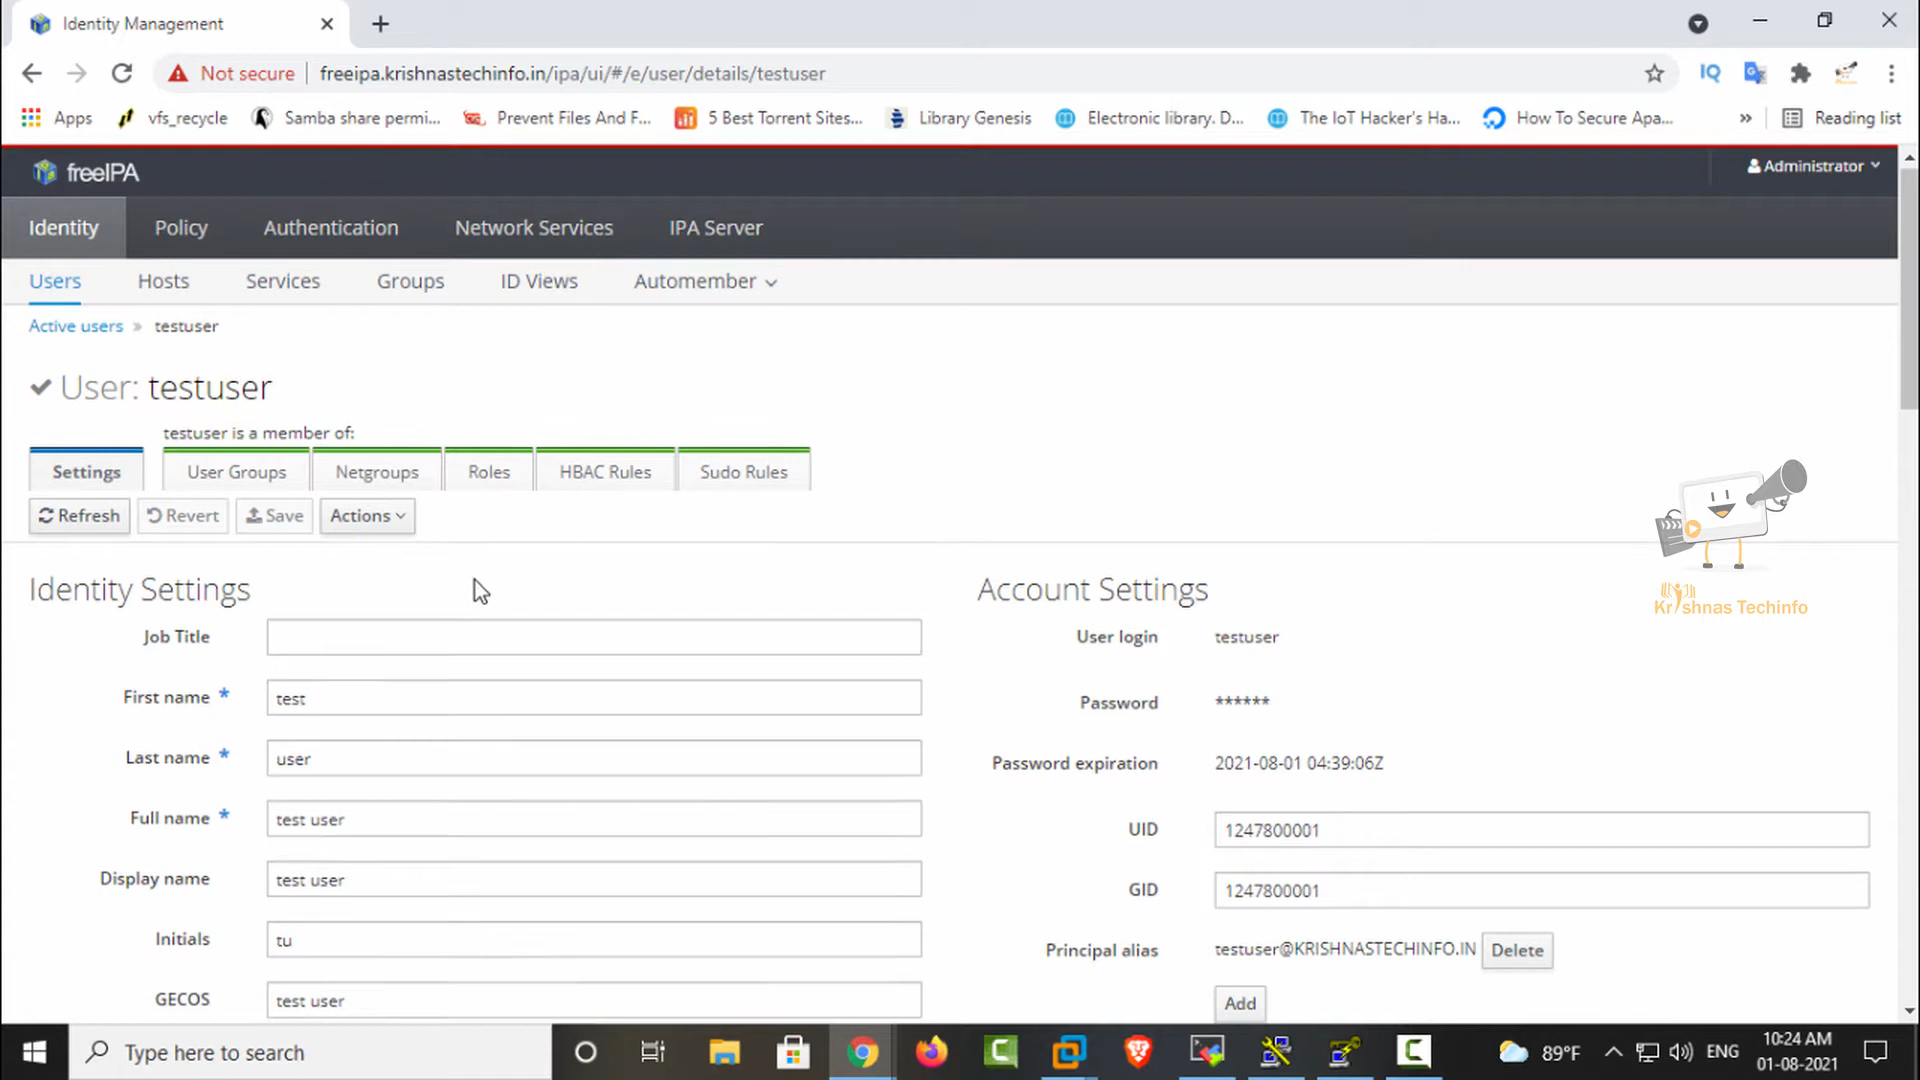 Identity Management
Not secure
freeipa.krishnastechinfo.in/ipa/ui/#/e/user/details/testuser
IQ
Apps
vfs_recycle
Samba share permi...
Prevent Files And F...
5 Best Torrent Sites...
Library Genesis
Electronic library. D...
The IoT Hacker's Ha...
How To Secure Apa...
»
Reading list
freeIPA
Administrator
Identity
Policy
Authentication
Network Services
IPA Server
Users
Hosts
Services
Groups
ID Views
Automember
Active users » testuser
User: testuser
testuser is a member of:
Settings
User Groups
Netgroups
Roles
HBAC Rules
Sudo Rules
Refresh
Revert
Save
Actions
Krishnas Techinfo
Identity Settings
Job Title
First name *
test
Last name *
user
Full name *
test user
Display name
test user
Initials
tu
GECOS
test user
Account Settings
User login
testuser
Password
******
Password expiration
2021-08-01 04:39:06Z
UID
1247800001
GID
1247800001
Principal alias
testuser@KRISHNASTECHINFO.IN
Delete
Add
Type here to search
89°F
ENG
10:24 AM
01-08-2021